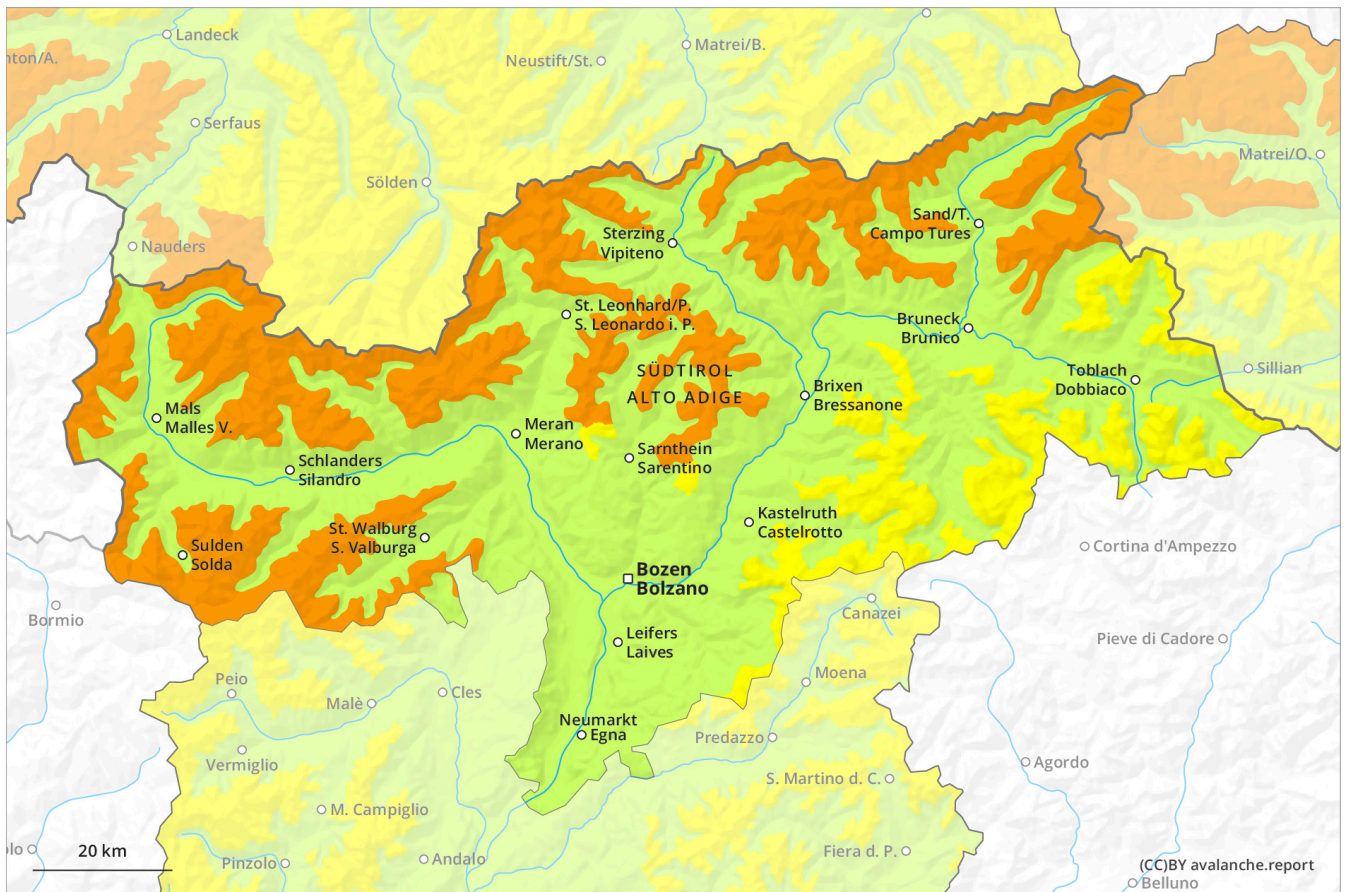 Landeck
Matrei/B.
nton/A.
Neustift/St.
Serfaus
Matrei/O.
Sölden
Sand/T.
Campo Tures
Nauders
Sterzing
Vipiteno
St. Leonhard/P.
S. Leonardo i. P.
Bruneck
Brunico
SÜDTIROL
ALTO ADIGE
Toblach
Dobbiaco
Sillian
Brixen
Bressanone
Mals
Malles V.
Meran
Merano
Sarnthein
Sarentino
Schlanders
Silandro
Kastelruth
Castelrotto
St. Walburg
S. Valburga
Sulden
Solda
Cortina d'Ampezzo
Bozen
Bolzano
Bormio
Canazei
Leifers
Laives
Pieve di Cadore
Peio
Moena
Malè
Cles
Neumarkt
Egna
Predazzo
Vermiglio
Agordo
S. Martino d. C.
M. Campiglio
olo
20 km
Pinzolo
Andalo
Fiera d. P.
(CC)BY avalanche.report
Belluno